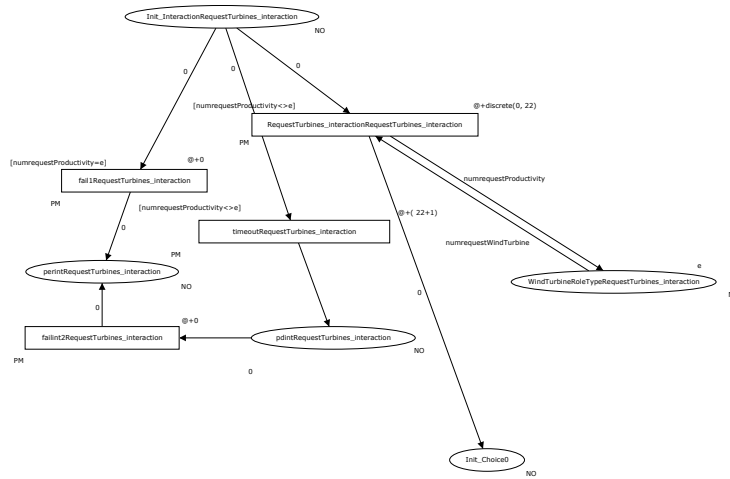 Init_InteractionRequestTurbines_interaction
NO
0
0
0
[numrequestProductivity<>e]
@+discrete(0, 22)
RequestTurbines_interactionRequestTurbines_interaction
PM
[numrequestProductivity=e]
@+0
fail1RequestTurbines_interaction
PM
numrequestProductivity
[numrequestProductivity<>e]
@+( 22+1)
0
timeoutRequestTurbines_interaction
numrequestWindTurbine
PM
perintRequestTurbines_interaction
NO
e
WindTurbineRoleTypeRequestTurbines_interaction
0
0
@+0
failint2RequestTurbines_interaction
PM
pdintRequestTurbines_interaction
NO
0
Init_Choice0
NO